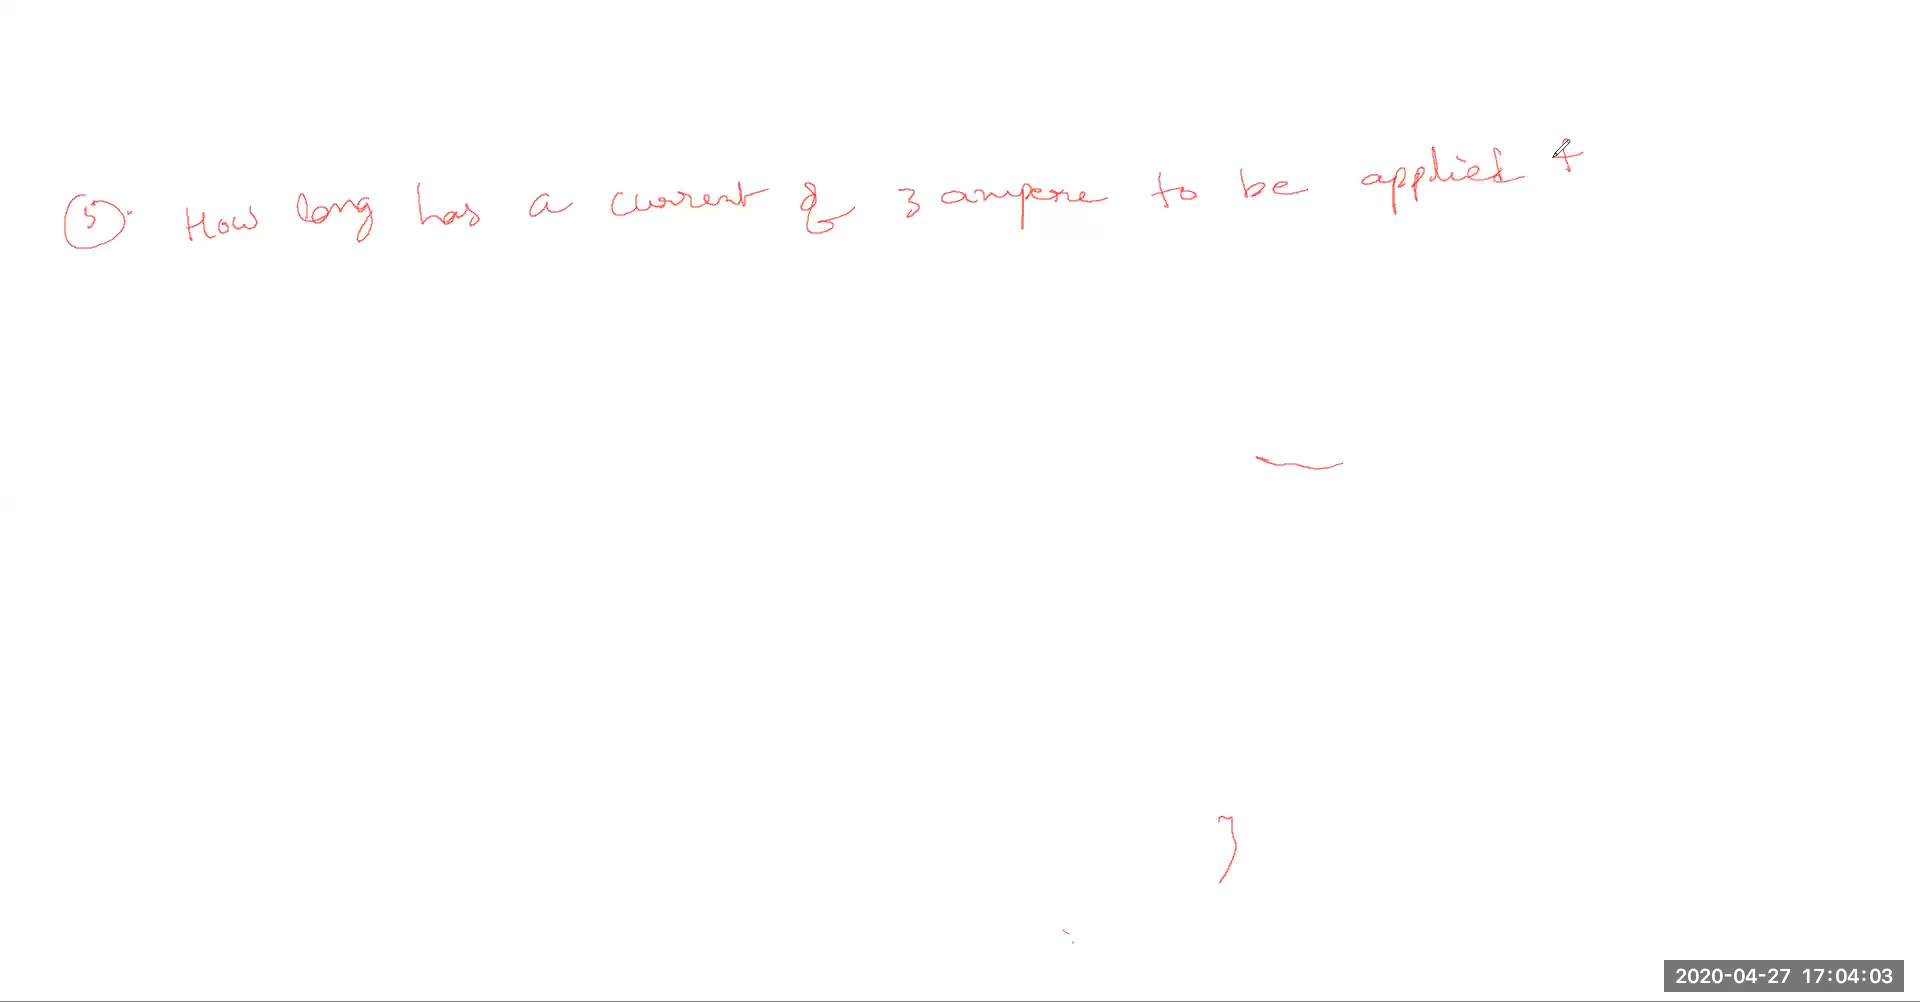 (5). How long has a current of 3 ampere to be applied t
2020-04-27 17:04:03